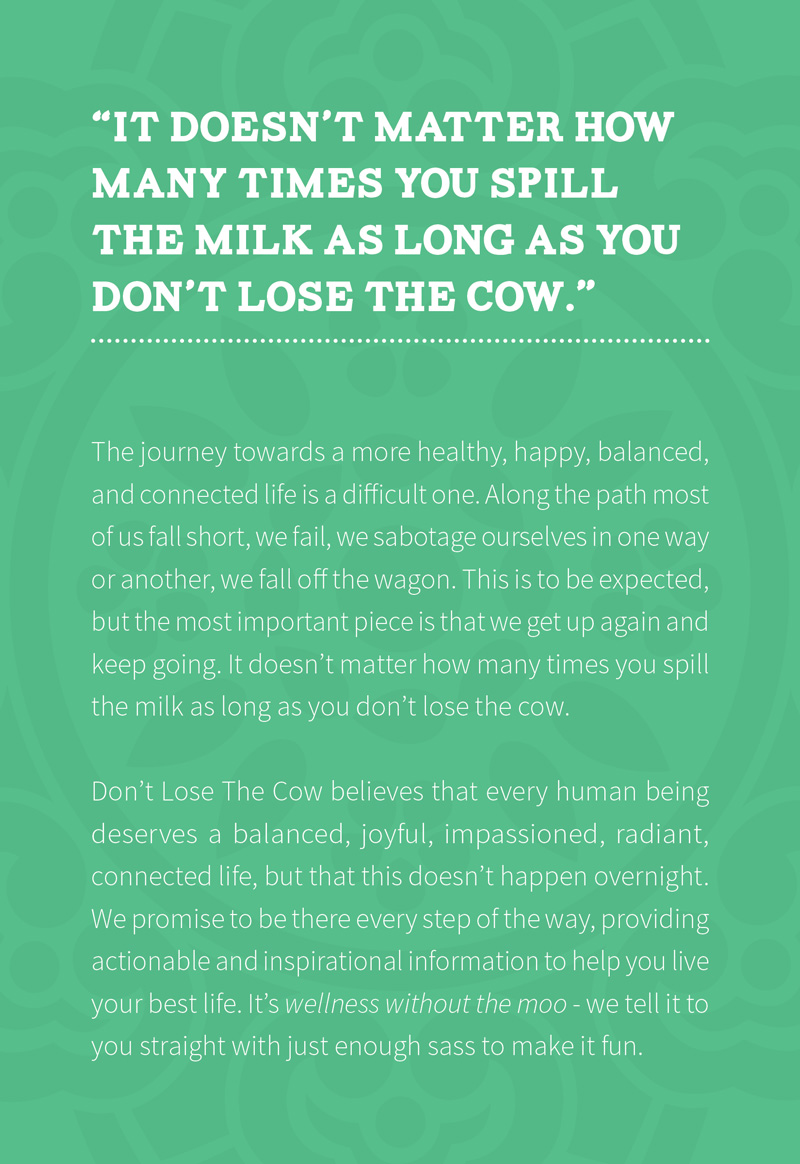 “IT DOESN’T MATTER HOW
MANY TIMES YOU SPILL
THE MILK AS LONG AS YOU
DON’T LOSE THE COW.”
The journey towards a more healthy, happy, balanced,
and connected life is a difficult one. Along the path most
of us fall short, we fail, we sabotage ourselves in one way
or another, we fall off the wagon. This is to be expected,
but the most important piece is that we get up again and
keep going. It doesn’t matter how many times you spill
the milk as long as you don’t lose the cow.
Don’t Lose The Cow believes that every human being
deserves a balanced, joyful, impassioned, radiant,
connected life, but that this doesn’t happen overnight.
We promise to be there every step of the way, providing
actionable and inspirational information to help you live
your best life. It’s wellness without the moo - we tell it to
you straight with just enough sass to make it fun.